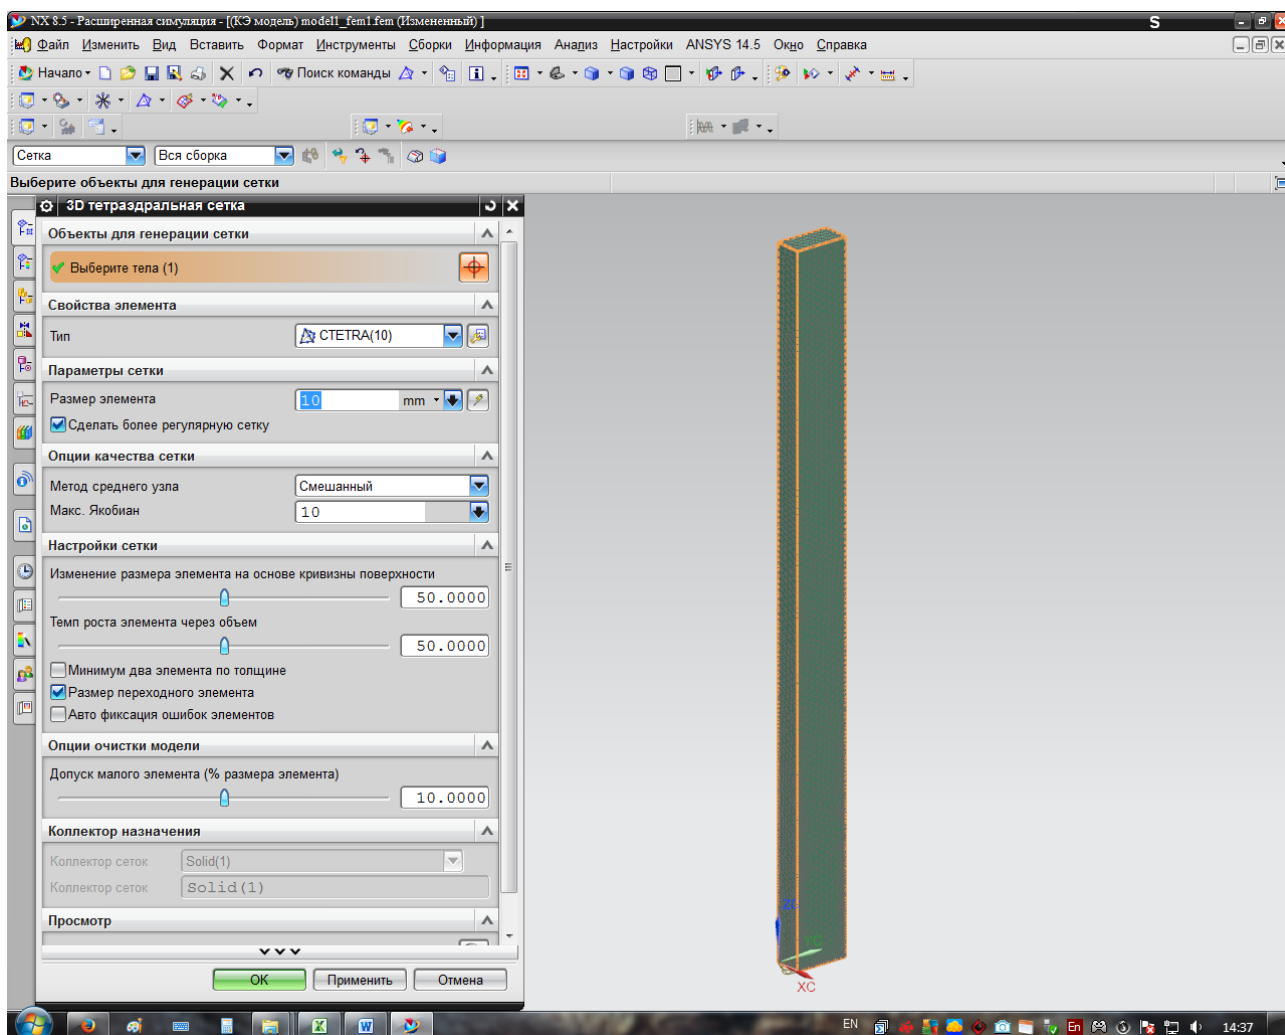 NX 8.5 - Расширенная симуляция - [(КЭ модель) model1_fem1.fem (Измененный) ]
S
Файл Изменить Вид Вставить Формат Инструменты Сборки Информация Анализ Настройки ANSYS 14.5 Окно Справка
Начало Поиск команды
Сетка Вся сборка
Выберите объекты для генерации сетки
3D тетраэдральная сетка
Объекты для генерации сетки
Выберите тела (1)
Свойства элемента
Тип CTETRA(10)
Параметры сетки
Размер элемента 10 mm
Сделать более регулярную сетку
Опции качества сетки
Метод среднего узла Смешанный
Макс. Якобиан 10
Настройки сетки
Изменение размера элемента на основе кривизны поверхности
50.0000
Темп роста элемента через объем
50.0000
Минимум два элемента по толщине
Размер переходного элемента
Авто фиксация ошибок элементов
Опции очистки модели
Допуск малого элемента (% размера элемента)
10.0000
Коллектор назначения
Коллектор сеток Solid(1)
Коллектор сеток Solid(1)
Просмотр
OK Применить Отмена
YC
XC
EN En 14:37